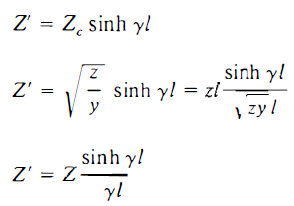 Z' = Z_c sinh γl
Z' = √(z/y) sinh γl = zl (sinh γl)/(√(zy) l)
Z' = Z (sinh γl)/(γl)